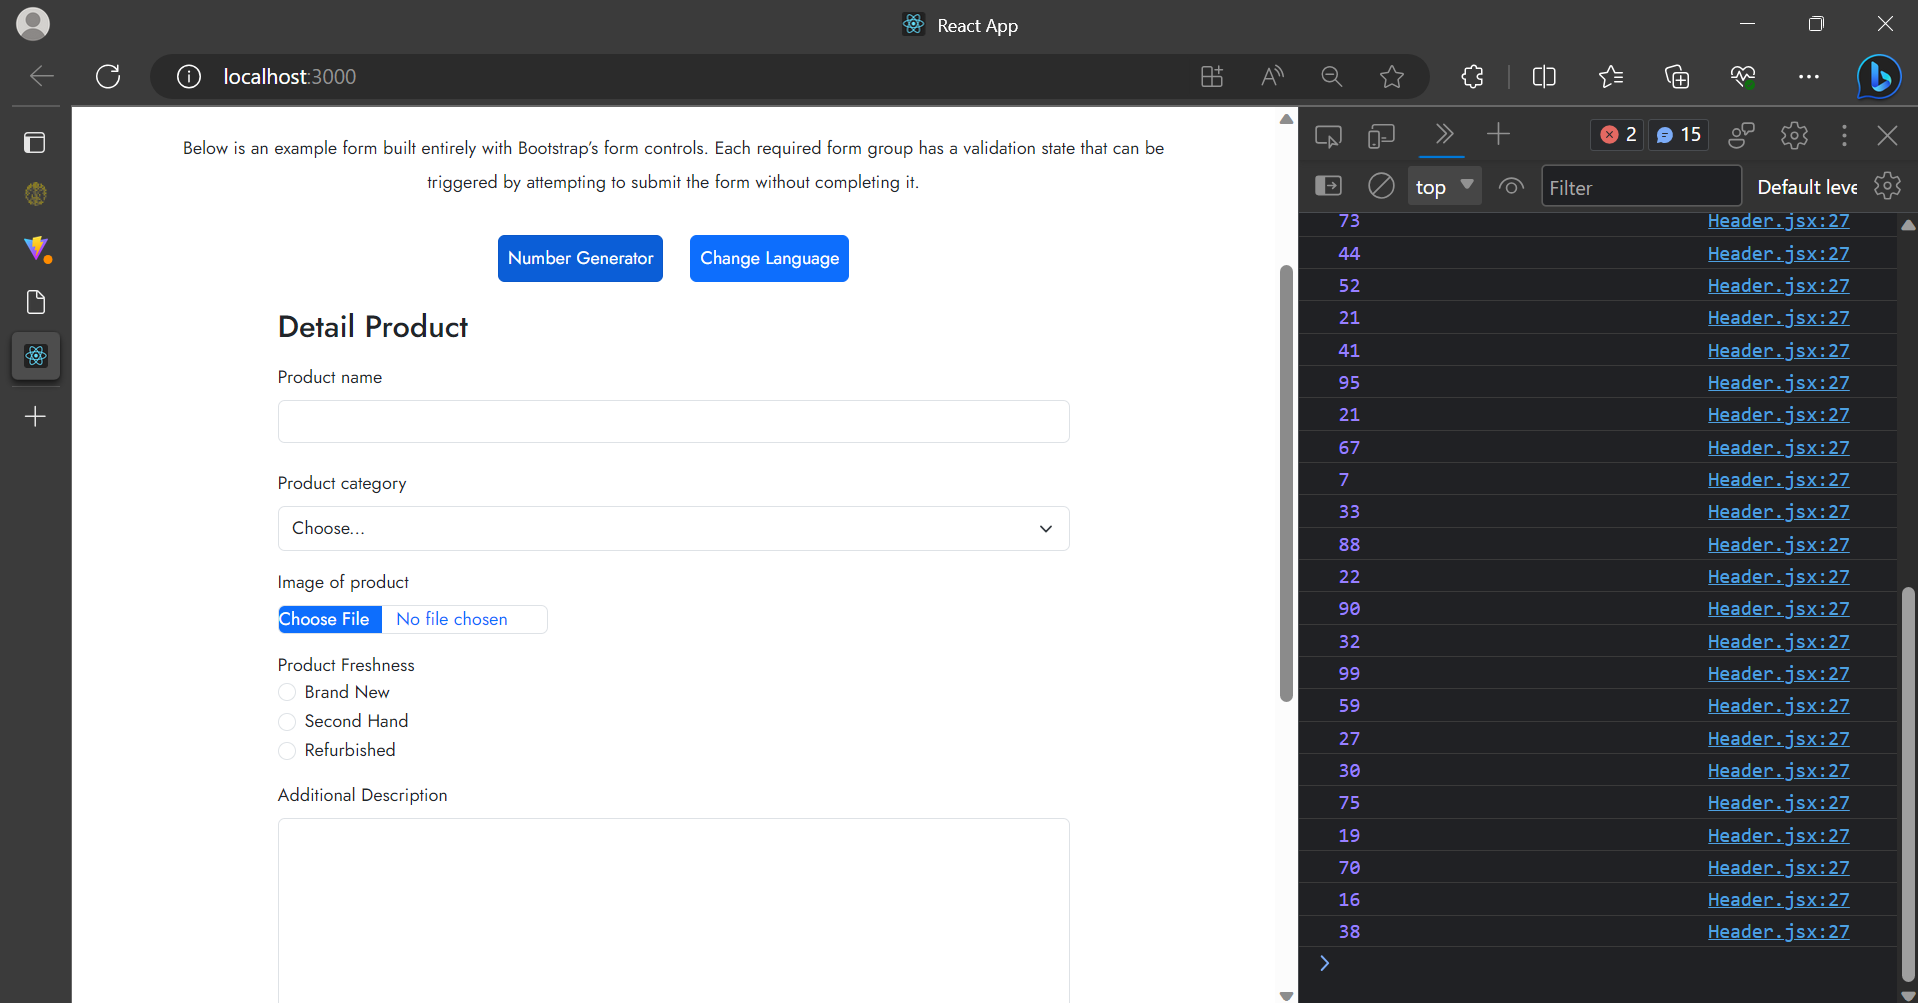 React App
localhost:3000
2
15
top
Filter
Default leve
Below is an example form built entirely with Bootstrap’s form controls. Each required form group has a validation state that can be
triggered by attempting to submit the form without completing it.
Number Generator
Change Language
Detail Product
Product name
Product category
Choose...
Image of product
Choose File No file chosen
Product Freshness
Brand New
Second Hand
Refurbished
Additional Description
73 Header.jsx:27
44 Header.jsx:27
52 Header.jsx:27
21 Header.jsx:27
41 Header.jsx:27
95 Header.jsx:27
21 Header.jsx:27
67 Header.jsx:27
7 Header.jsx:27
33 Header.jsx:27
88 Header.jsx:27
22 Header.jsx:27
90 Header.jsx:27
32 Header.jsx:27
99 Header.jsx:27
59 Header.jsx:27
27 Header.jsx:27
30 Header.jsx:27
75 Header.jsx:27
19 Header.jsx:27
70 Header.jsx:27
16 Header.jsx:27
38 Header.jsx:27